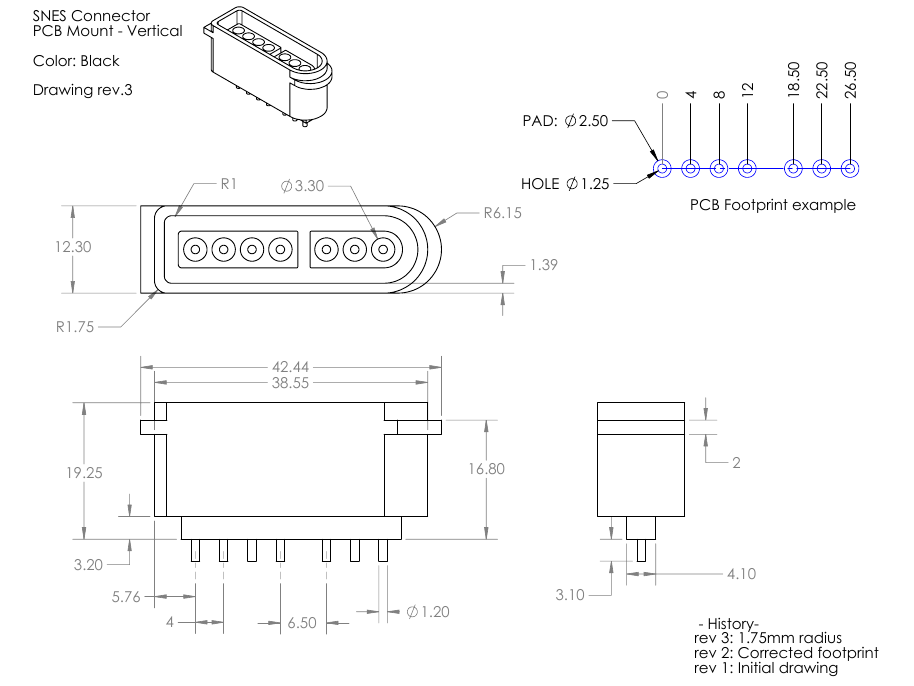 SNES Connector
PCB Mount - Vertical
Color: Black
Drawing rev.3
0
4
8
12
18.50
22.50
26.50
PAD: ∅2.50
HOLE ∅1.25
PCB Footprint example
R1
∅3.30
R6.15
12.30
1.39
R1.75
42.44
38.55
19.25
16.80
2
3.20
5.76
4
6.50
∅1.20
4.10
3.10
- History-
rev 3: 1.75mm radius
rev 2: Corrected footprint
rev 1: Initial drawing